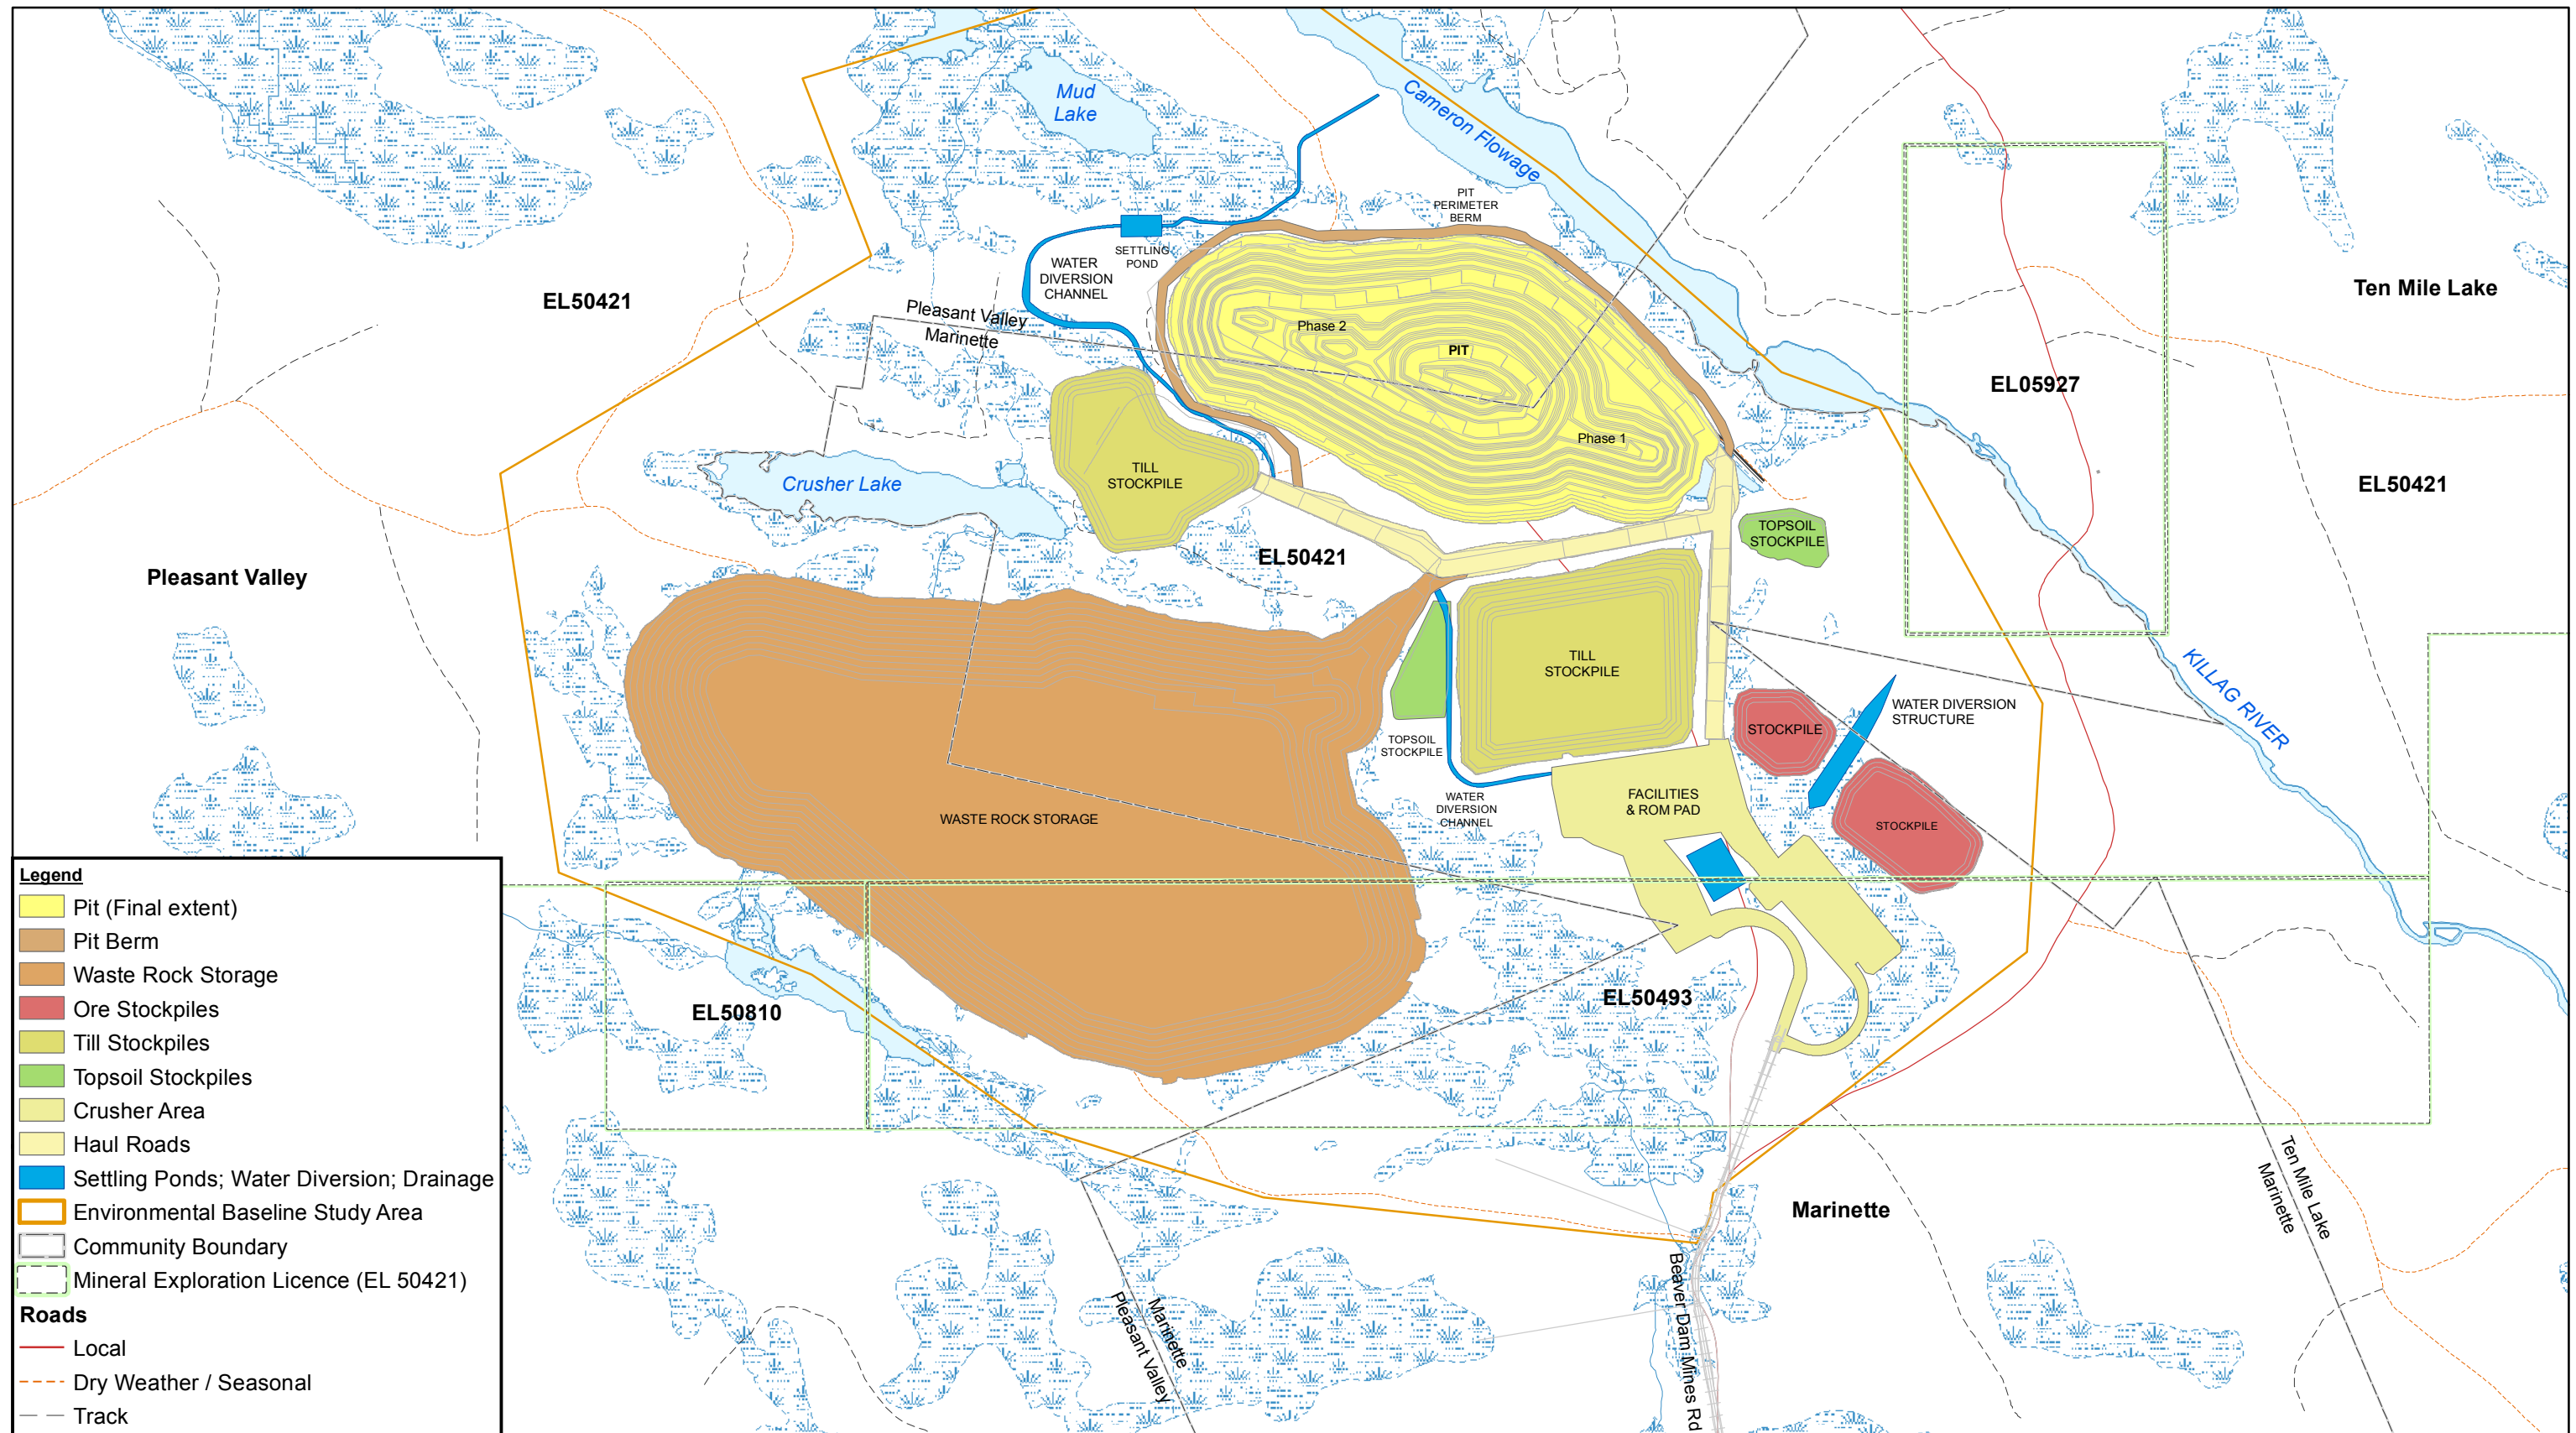 Mud
Lake
Cameron Flowage
PIT
PERIMETER
BERM
SETTLING
POND
WATER
DIVERSION
CHANNEL
EL50421
Pleasant Valley
Marinette
Phase 2
PIT
Phase 1
Ten Mile Lake
EL05927
EL50421
TILL
STOCKPILE
Crusher Lake
EL50421
TOPSOIL
STOCKPILE
Pleasant Valley
TILL
STOCKPILE
KILLAG RIVER
WATER DIVERSION
STRUCTURE
STOCKPILE
TOPSOIL
STOCKPILE
WATER
DIVERSION
CHANNEL
FACILITIES
& ROM PAD
STOCKPILE
WASTE ROCK STORAGE
EL50810
EL50493
Marinette
Ten Mile Lake
Marinette
Marinette
Pleasant Valley
Beaver Dam Mines Rd
Legend
Pit (Final extent)
Pit Berm
Waste Rock Storage
Ore Stockpiles
Till Stockpiles
Topsoil Stockpiles
Crusher Area
Haul Roads
Settling Ponds; Water Diversion; Drainage
Environmental Baseline Study Area
Community Boundary
Mineral Exploration Licence (EL 50421)
Roads
Local
Dry Weather / Seasonal
Track